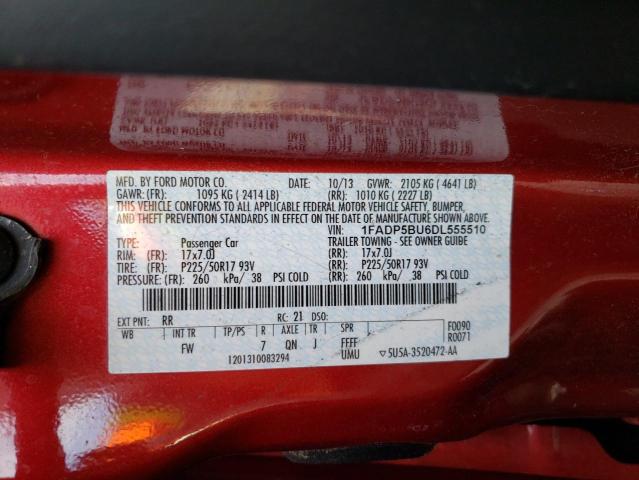 MFD. BY FORD MOTOR CO. DATE: 10/13 GVWR: 2105 KG ( 4641 LB)
GAWR: (FR): 1095 KG ( 2414 LB) (RR): 1010 KG ( 2227 LB)
THIS VEHICLE CONFORMS TO ALL APPLICABLE FEDERAL MOTOR VEHICLE SAFETY, BUMPER,
AND THEFT PREVENTION STANDARDS IN EFFECT ON THE DATE OF MANUFACTURE SHOWN ABOVE.
VIN: 1FADP5BU6DL555510
TYPE: Passenger Car TRAILER TOWING - SEE OWNER GUIDE
RIM: (FR): 17x7.0J (RR): 17x7.0J
TIRE: (FR): P225/50R17 93V (RR): P225/50R17 93V
PRESSURE: (FR): 260 kPa/ 38 PSI COLD (RR): 260 kPa/ 38 PSI COLD
EXT PNT: RR RC: 21 DSO: F0090
WB INT TR TP/PS R AXLE TR SPR R0071
FW 7 QN J FFFF
1201310083294 UMU ▽5U5A-3520472-AA